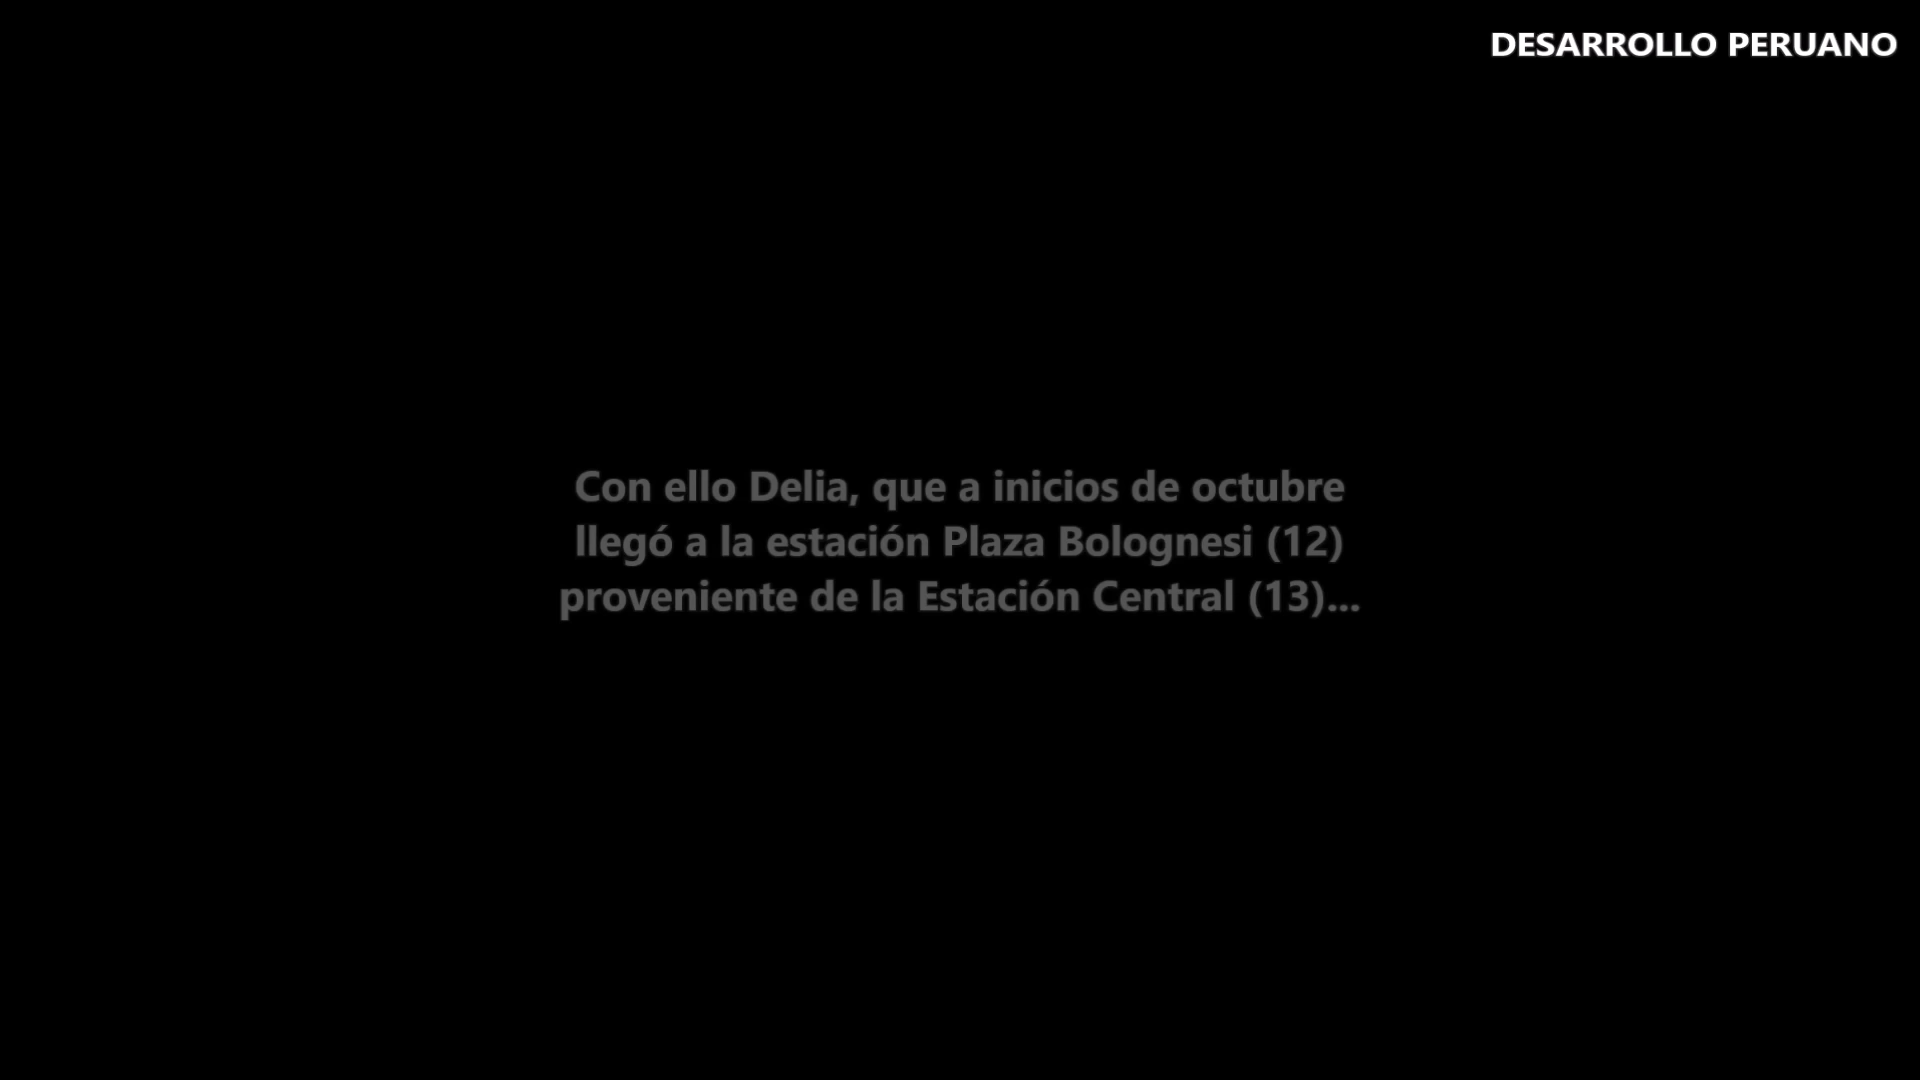 DESARROLLO PERUANO
Con ello Delia, que a inicios de octubre
llegó a la estación Plaza Bolognesi (12)
proveniente de la Estación Central (13)...